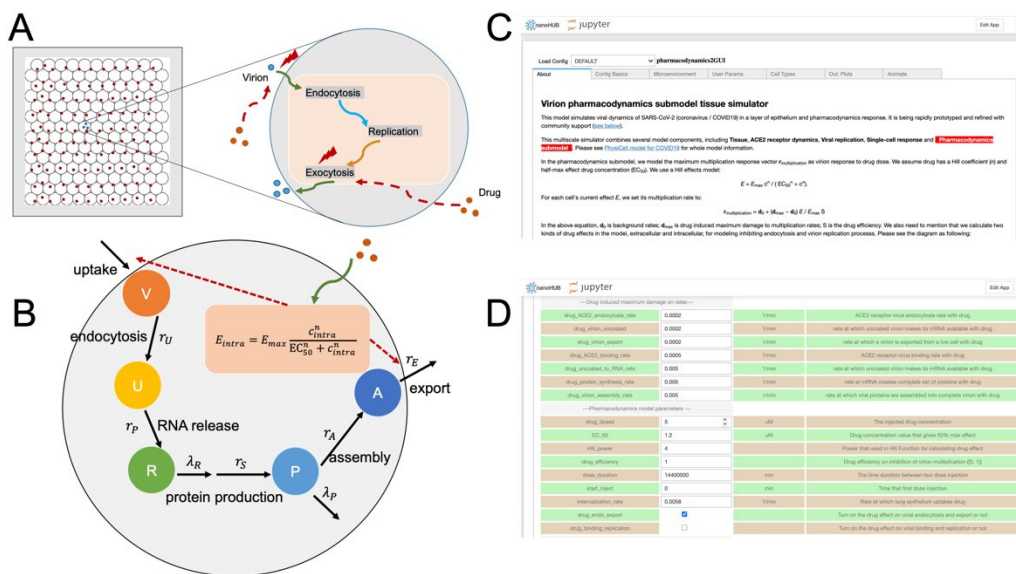 A
Virion
Endocytosis
Replication
Exocytosis
Drug
B
uptake
V
endocytosis
r_U
U
r_P
RNA release
R
λ_R
r_S
protein production
P
λ_P
r_A
assembly
A
r_E
export
E_intra = E_max c^n_intra / EC^n_50 + c^n_intra
C
nanoHUB
jupyter
Edit App
Load Config
DEFAULT
pharmacodynamics2GUI
About
Config Basics
Microenvironment
User Params
Cell Types
Out: Plots
Animate
Virion pharmacodynamics submodel tissue simulator
This model simulates viral dynamics of SARS-CoV-2 (coronavirus / COVID19) in a layer of epithelium and pharmacodynamics response. It is being rapidly prototyped and refined with
community support (see below).
This multiscale simulator combines several model components, including Tissue, ACE2 receptor dynamics, Viral replication, Single-cell response and Pharmacodynamics
submodel. Please see PhysiCell model for COVID19 for whole model information.
In the pharmacodynamics submodel, we model the maximum multiplication response vector r_multiplication as virion response to drug dose. We assume drug has a Hill coefficient (n) and
half-max effect drug concentration (EC_50). We use a Hill effects model:
E = E_max c^n / ( EC_50^n + c^n).
For each cell's current effect E, we set its multiplication rate to:
r_multiplication = d_0 + (d_max − d_0) E / E_max S
In the above equation, d_0 is background rates; d_max is drug induced maximum damage to multiplication rates; S is the drug efficiency. We also need to mention that we calculate two
kinds of drug effects in the model, extracellular and intracellular, for modeling inhibiting endocytosis and virion replication processs. Please see the diagram as following:
D
nanoHUB
jupyter
Edit App
---Drug induced maximum damage on rates---
drug_ACE2_endocytosis_rate 0.0002 1/min ACE2 receptor-virus endocytosis rate with drug
drug_virion_uncoated 0.0002 1/min rate at which uncoated virion makes its mRNA available with drug
drug_virion_export 0.0002 1/min rate at which a virion is exported from a live cell with drug
drug_ACE2_binding_rate 0.0005 1/min ACE2 receptor-virus binding rate with drug
drug_uncoated_to_RNA_rate 0.005 1/min rate at which uncoated virion makes its mRNA available with drug
drug_protein_synthesis_rate 0.005 1/min rate at mRNA creates complete set of proteins with drug
drug_virion_assembly_rate 0.005 1/min rate at which viral proteins are assembled into complete virion with drug
---Pharmacodynamics model parameters---
drug_doses 5 uM The injected drug concentration
EC_50 1.2 uM Drug concentration value that gives 50% max effect
Hill_power 4 Power that used in Hill Function for calculating drug effect
drug_efficiency 1 Drug efficiency on inhibition of virion multiplication ([0, 1])
dose_duration 14400000 min The time duration between two dose injection
start_inject 0 min Time that first dose injection
internalization_rate 0.0058 1/min Rate at which lung epithelium uptakes drug
drug_endo_export Turn on the drug effect on viral endocytosis and export or not
drug_binding_replication Turn on the drug effect on viral binding and replication or not